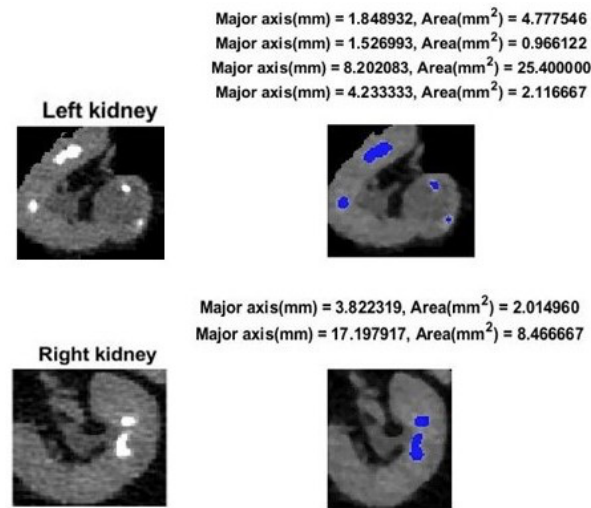 Major axis(mm) = 1.848932, Area(mm²) = 4.777546
Major axis(mm) = 1.526993, Area(mm²) = 0.966122
Major axis(mm) = 8.202083, Area(mm²) = 25.400000
Major axis(mm) = 4.233333, Area(mm²) = 2.116667
Left kidney
Major axis(mm) = 3.822319, Area(mm²) = 2.014960
Major axis(mm) = 17.197917, Area(mm²) = 8.466667
Right kidney